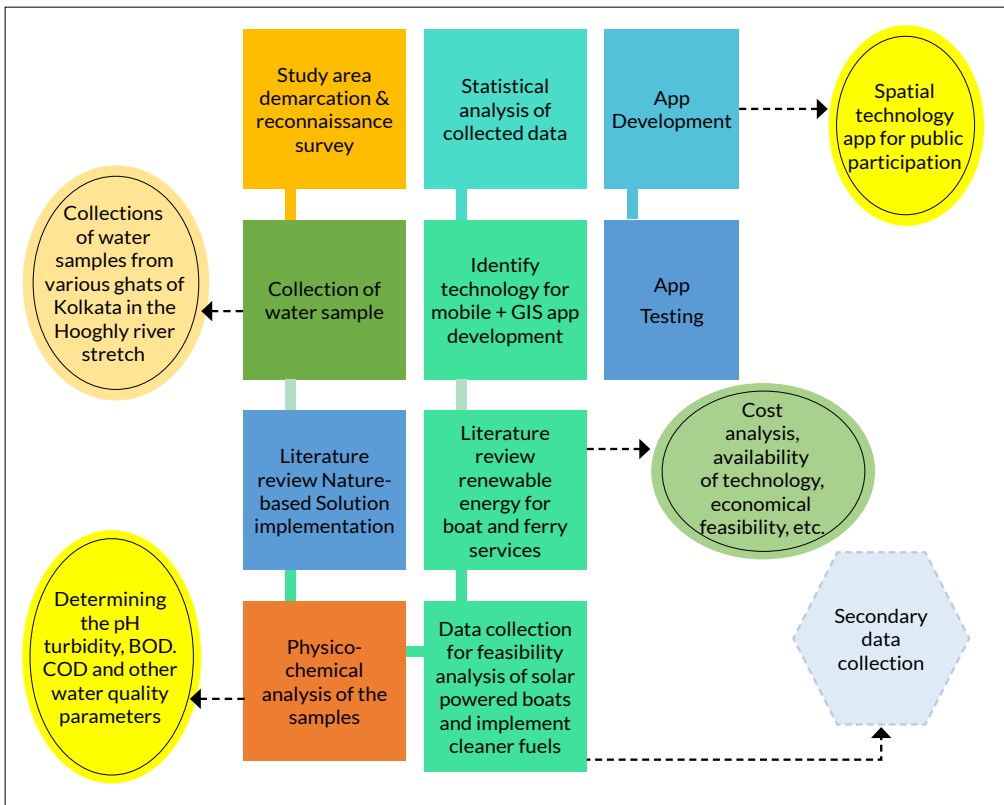 Study area
demarcation &
reconnaissance
survey
Statistical
analysis of
collected data
App
Development
Spatial
technology
app for public
participation
Collections
of water
samples from
various ghats of
Kolkata in the
Hooghly river
stretch
Collection of
water sample
Identify
technology for
mobile + GIS app
development
App
Testing
Literature
review Nature-
based Solution
implementation
Literature
review
renewable
energy for
boat and ferry
services
Cost
analysis,
availability
of technology,
economical
feasibility, etc.
Determining
the pH
turbidity, BOD.
COD and other
water quality
parameters
Physico-
chemical
analysis of the
samples
Data collection
for feasibility
analysis of solar
powered boats
and implement
cleaner fuels
Secondary
data
collection